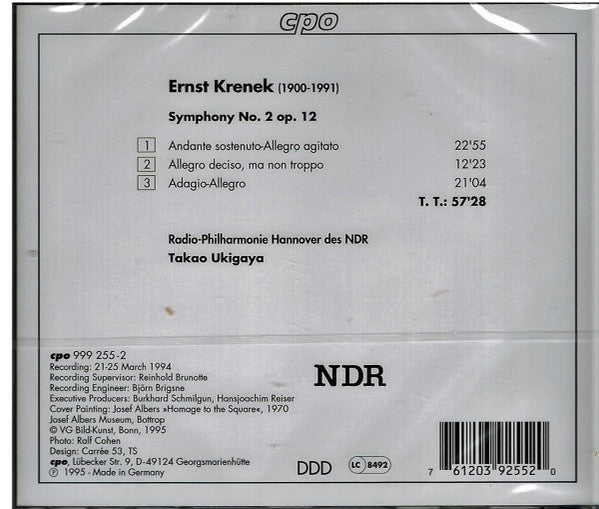 cpo
Ernst Krenek (1900-1991)
Symphony No. 2 op. 12
1 Andante sostenuto-Allegro agitato 22'55
2 Allegro deciso, ma non troppo 12'23
3 Adagio-Allegro 21'04
T. T.: 57'28
Radio-Philharmonie Hannover des NDR
Takao Ukigaya
cpo 999 255-2
Recording: 21-25 March 1994
Recording Supervisor: Reinhold Brunotte
Recording Engineer: Björn Brigsne
Executive Producers: Burkhard Schmilgun, Hansjoachim Reiser
Cover Painting: Josef Albers »Homage to the Square«, 1970
Josef Albers Museum, Bottrop
© VG Bild-Kunst, Bonn, 1995
Photo: Ralf Cohen
Design: Carrée 53, TS
cpo, Lübecker Str. 9, D-49124 Georgsmarienhütte
℗ 1995 - Made in Germany
NDR
DDD
LC 8492
7 61203 92552 0